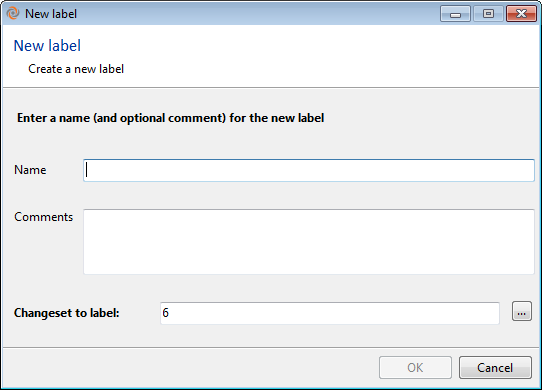 New label
New label
Create a new label
Enter a name (and optional comment) for the new label
Name
Comments
Changeset to label: 6 ...
OK Cancel